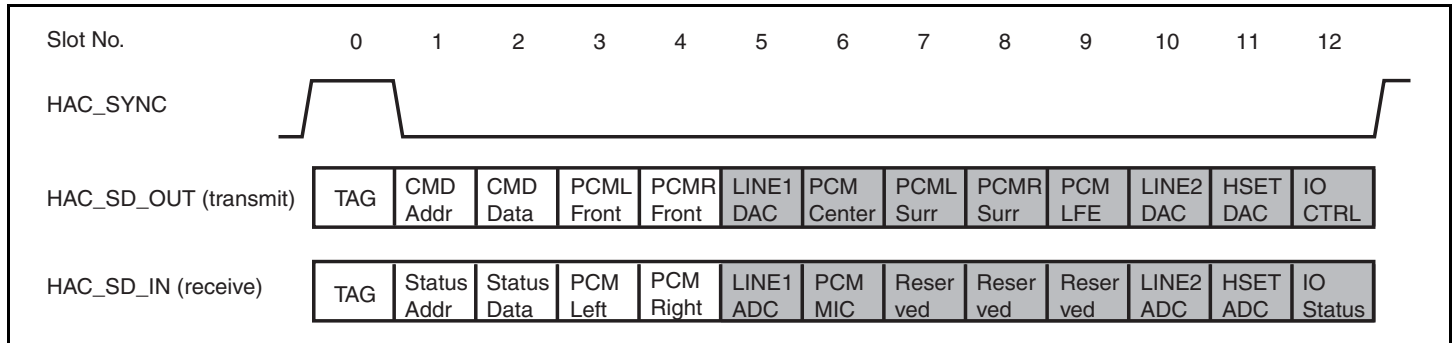 Slot No. 0 1 2 3 4 5 6 7 8 9 10 11 12
HAC_SYNC
HAC_SD_OUT (transmit) TAG CMD Addr CMD Data PCML Front PCMR Front LINE1 DAC PCM Center PCML Surr PCMR Surr PCM LFE LINE2 DAC HSET DAC IO CTRL
HAC_SD_IN (receive) TAG Status Addr Status Data PCM Left PCM Right LINE1 ADC PCM MIC Reser ved Reser ved Reser ved LINE2 ADC HSET ADC IO Status